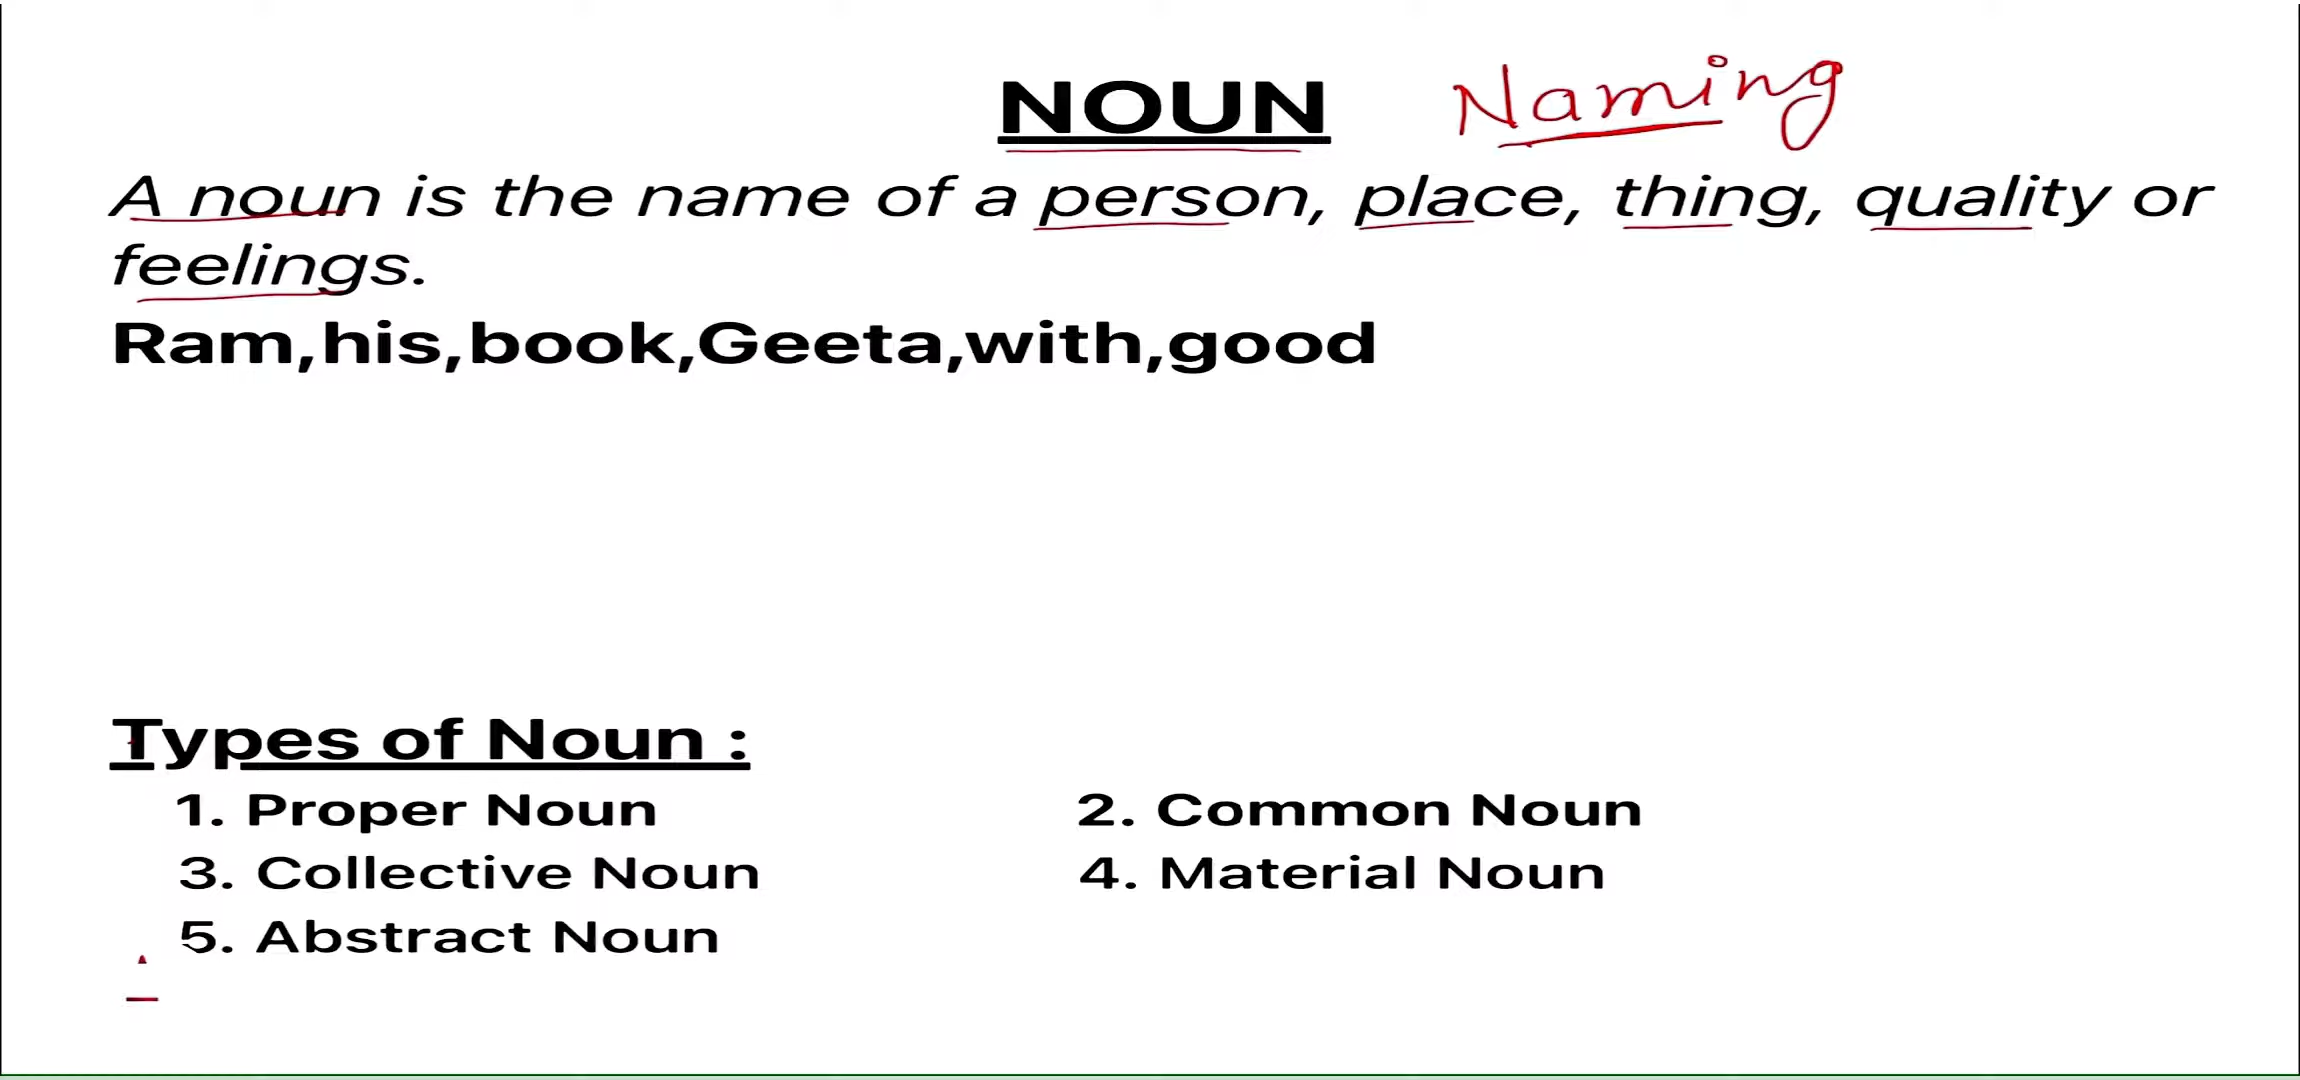 NOUN Naming
A noun is the name of a person, place, thing, quality or
feelings.
Ram,his,book,Geeta,with,good
Types of Noun :
1. Proper Noun 2. Common Noun
3. Collective Noun 4. Material Noun
5. Abstract Noun